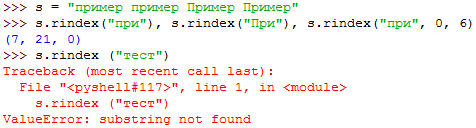 >>> s = "пример пример Пример Пример"
>>> s.rindex("при"), s.rindex("При"), s.rindex("при", 0, 6)
(7, 21, 0)
>>> s.rindex ("тест")
Traceback (most recent call last):
  File "<pyshell#117>", line 1, in <module>
    s.rindex ("тест")
ValueError: substring not found